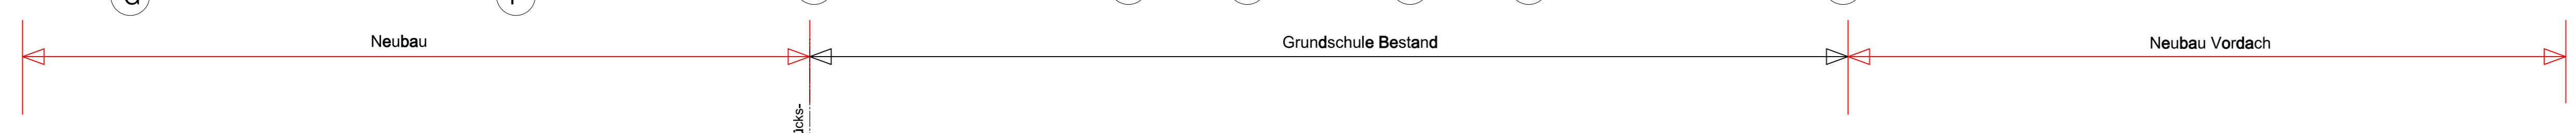 Neubau
Grundschule Bestand
Neubau Vordach